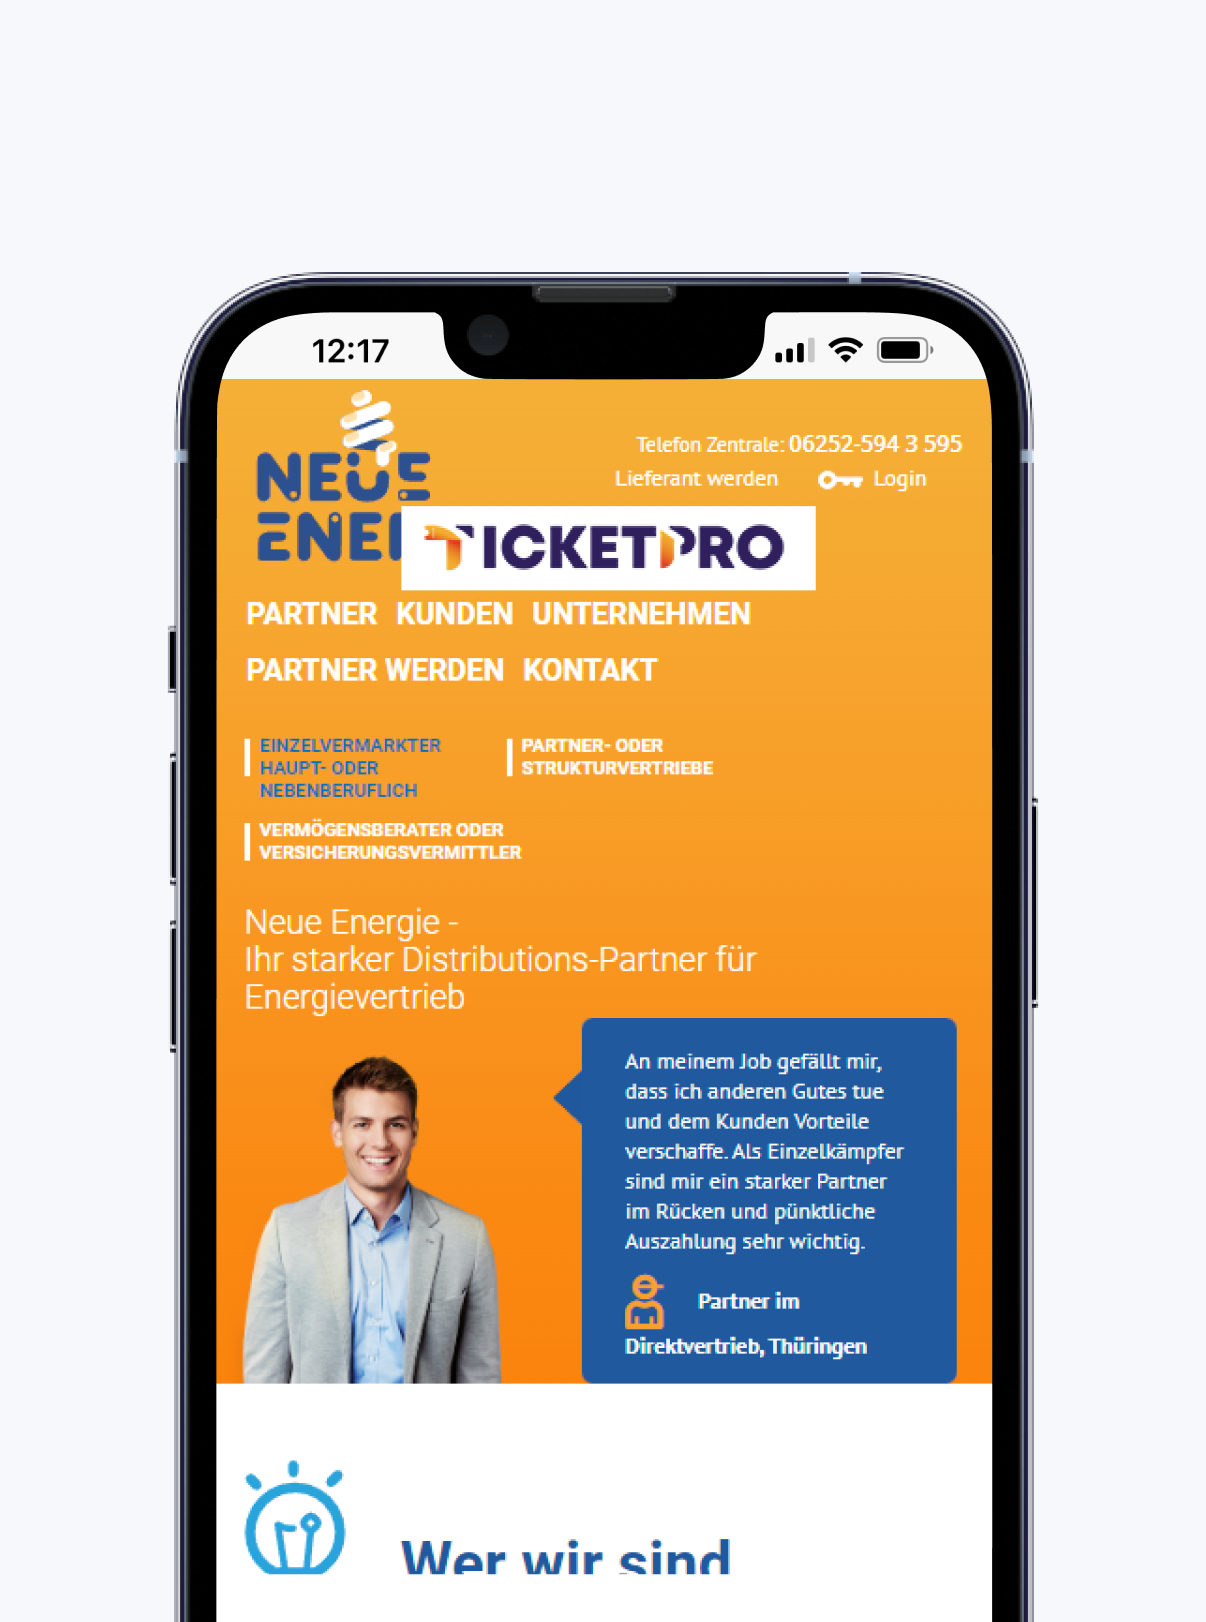 12:17
NEUE
ENER
Telefon Zentrale: 06252-594 3 595
Lieferant werden Login
TICKETPRO
PARTNER KUNDEN UNTERNEHMEN
PARTNER WERDEN KONTAKT
EINZELVERMARKTER
HAUPT- ODER
NEBENBERUFLICH
PARTNER- ODER
STRUKTURVERTRIEBE
VERMÖGENSBERATER ODER
VERSICHERUNGSVERMITTLER
Neue Energie -
Ihr starker Distributions-Partner für
Energievertrieb
An meinem Job gefällt mir,
dass ich anderen Gutes tue
und dem Kunden Vorteile
verschaffe. Als Einzelkämpfer
sind mir ein starker Partner
im Rücken und pünktliche
Auszahlung sehr wichtig.
Partner im
Direktvertrieb, Thüringen
Wer wir sind